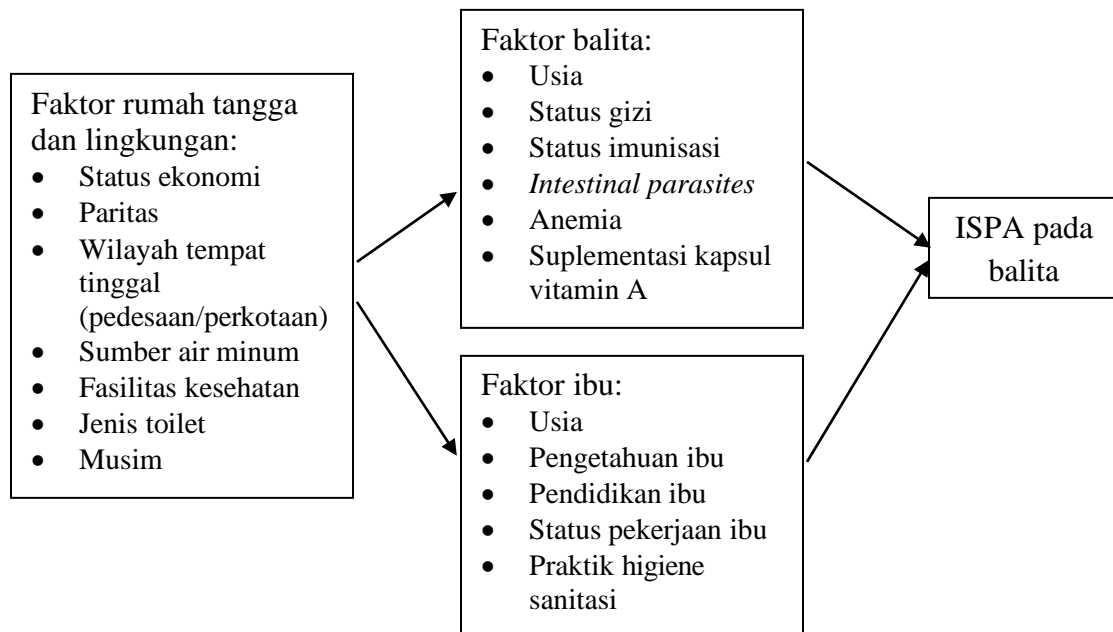 Faktor rumah tangga
dan lingkungan:
• Status ekonomi
• Paritas
• Wilayah tempat
tinggal
(pedesaan/perkotaan)
• Sumber air minum
• Fasilitas kesehatan
• Jenis toilet
• Musim
Faktor balita:
• Usia
• Status gizi
• Status imunisasi
• Intestinal parasites
• Anemia
• Suplementasi kapsul
vitamin A
Faktor ibu:
• Usia
• Pengetahuan ibu
• Pendidikan ibu
• Status pekerjaan ibu
• Praktik higiene
sanitasi
ISPA pada
balita